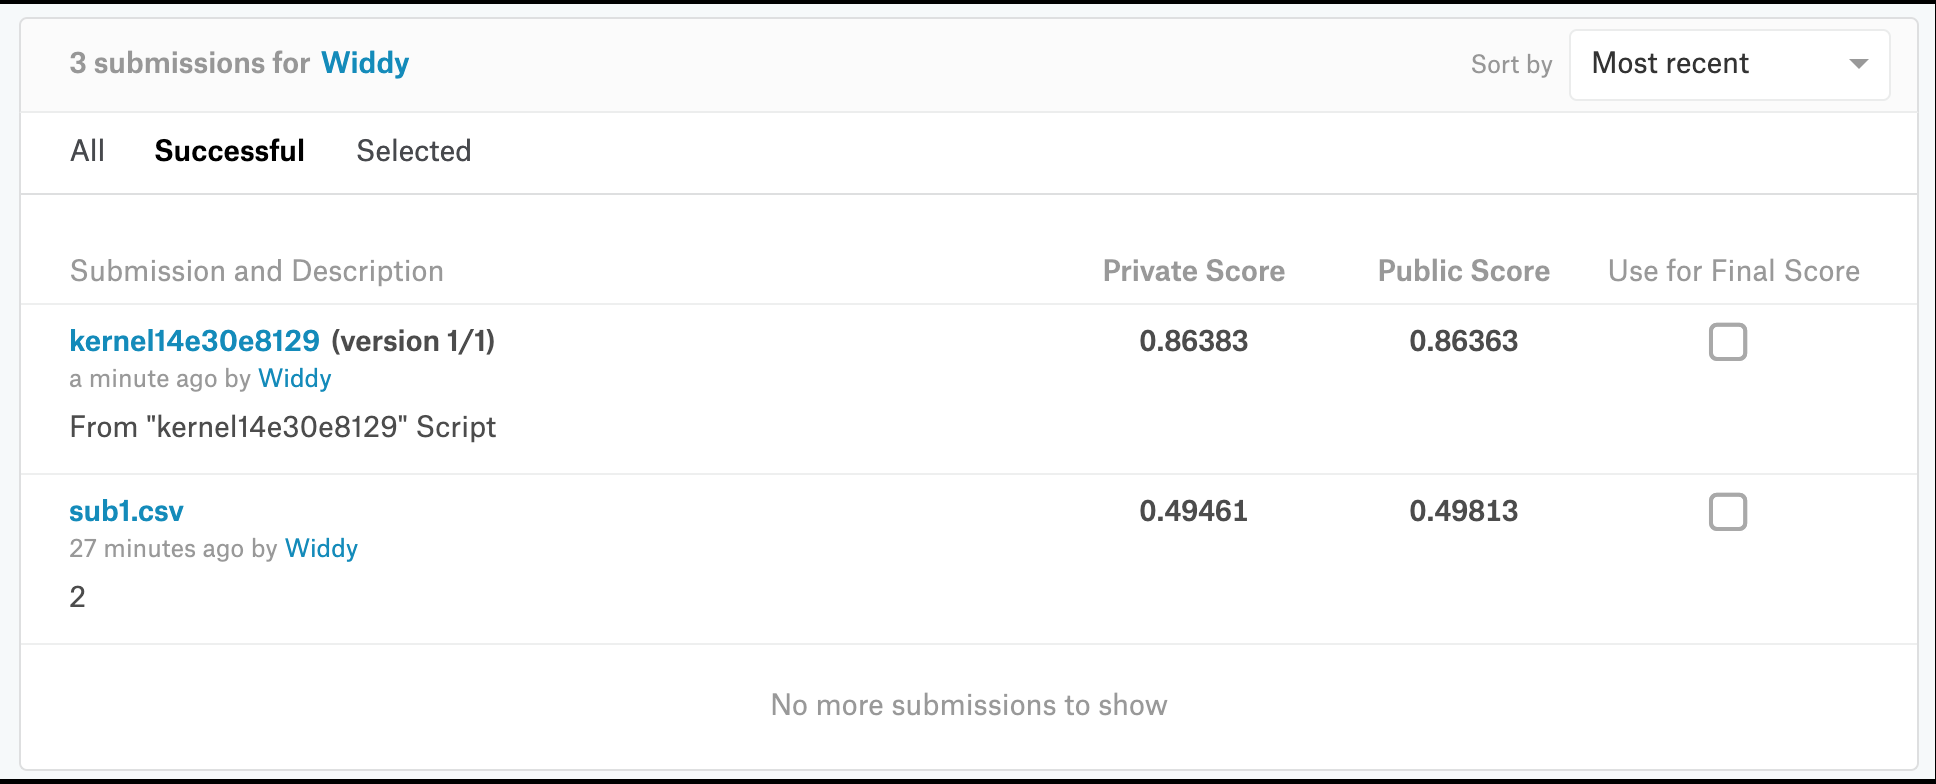 3 submissions for Widdy
Sort by Most recent
All Successful Selected
Submission and Description Private Score Public Score Use for Final Score
kernel14e30e8129 (version 1/1) 0.86383 0.86363
a minute ago by Widdy
From "kernel14e30e8129" Script
sub1.csv 0.49461 0.49813
27 minutes ago by Widdy
2
No more submissions to show